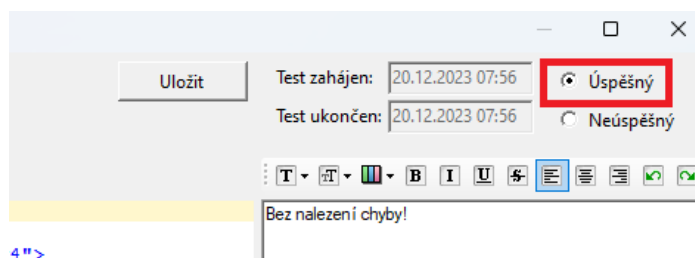 Uložit
Test zahájen: 20.12.2023 07:56
Úspěšný
Test ukončen: 20.12.2023 07:56
Neúspěšný
T T B I U S
Bez nalezení chyby!
4">